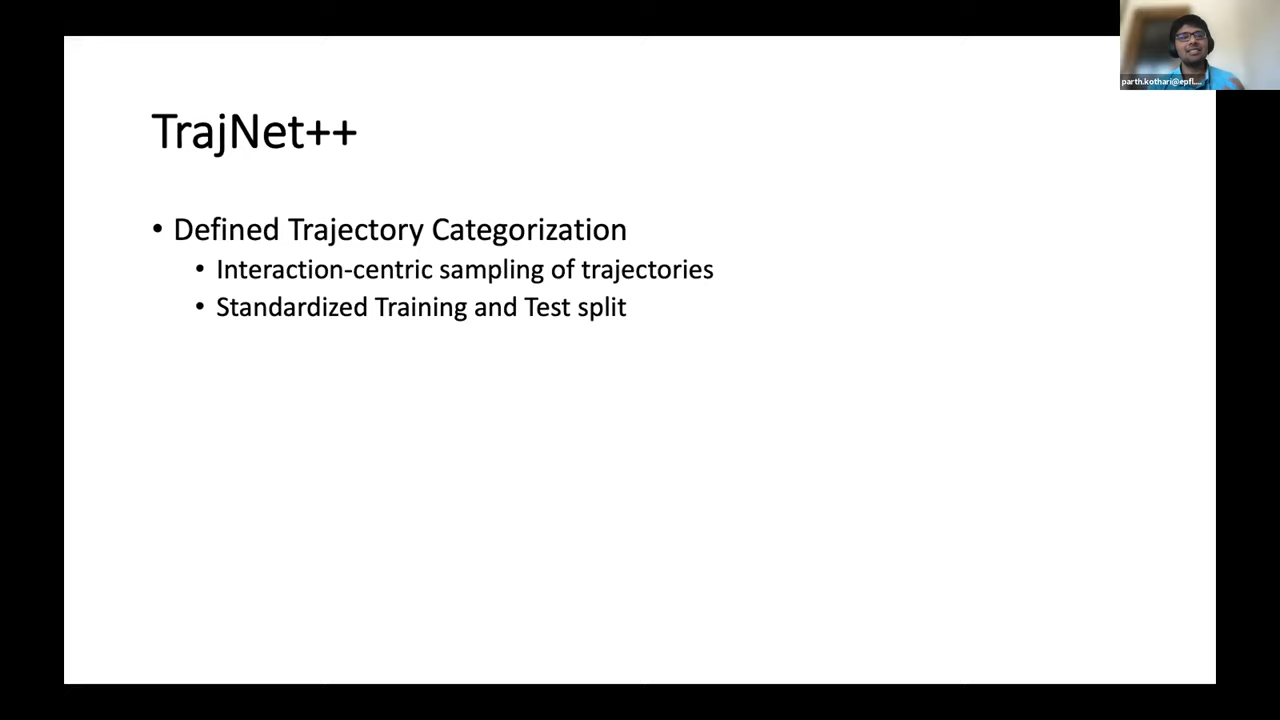 parth.kothari@epfl....
TrajNet++
• Defined Trajectory Categorization
• Interaction-centric sampling of trajectories
• Standardized Training and Test split